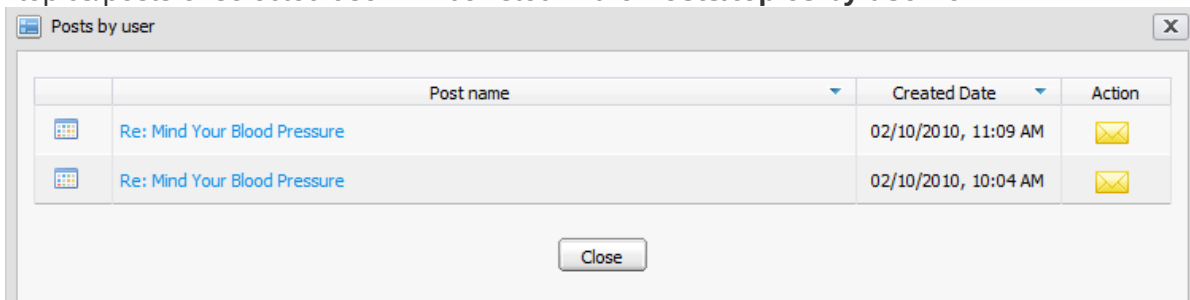 Posts by user
Post name Created Date Action
Re: Mind Your Blood Pressure 02/10/2010, 11:09 AM
Re: Mind Your Blood Pressure 02/10/2010, 10:04 AM
Close